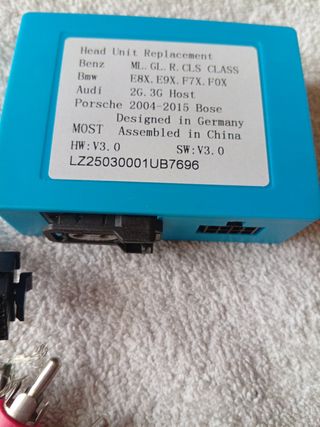 Head Unit Replacement
Benz ML.GL.R.CLS CLASS
Bmw E8X.E9X.F7X.F0X
Audi 2G.3G Host
Porsche 2004-2015 Bose
Designed in Germany
MOST Assembled in China
HW:V3.0 SW:V3.0
LZ25030001UB7696